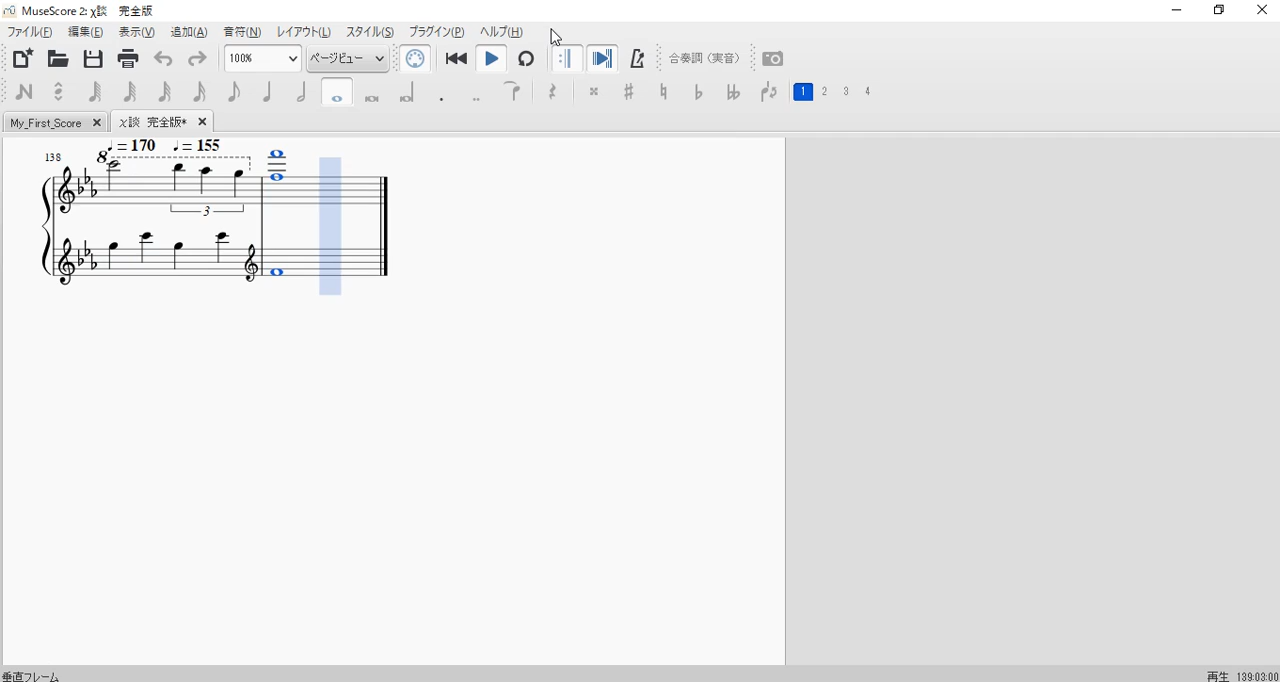 MuseScore 2: χ談　完全版
ファイル(F) 編集(E) 表示(V) 追加(A) 音符(N) レイアウト(L) スタイル(S) プラグイン(P) ヘルプ(H)
100% ページビュー 合奏調（実音）
1 2 3 4
My_First_Score χ談　完全版*
♩= 170 ♩= 155
138
8
3
垂直フレーム 再生 139:03:00